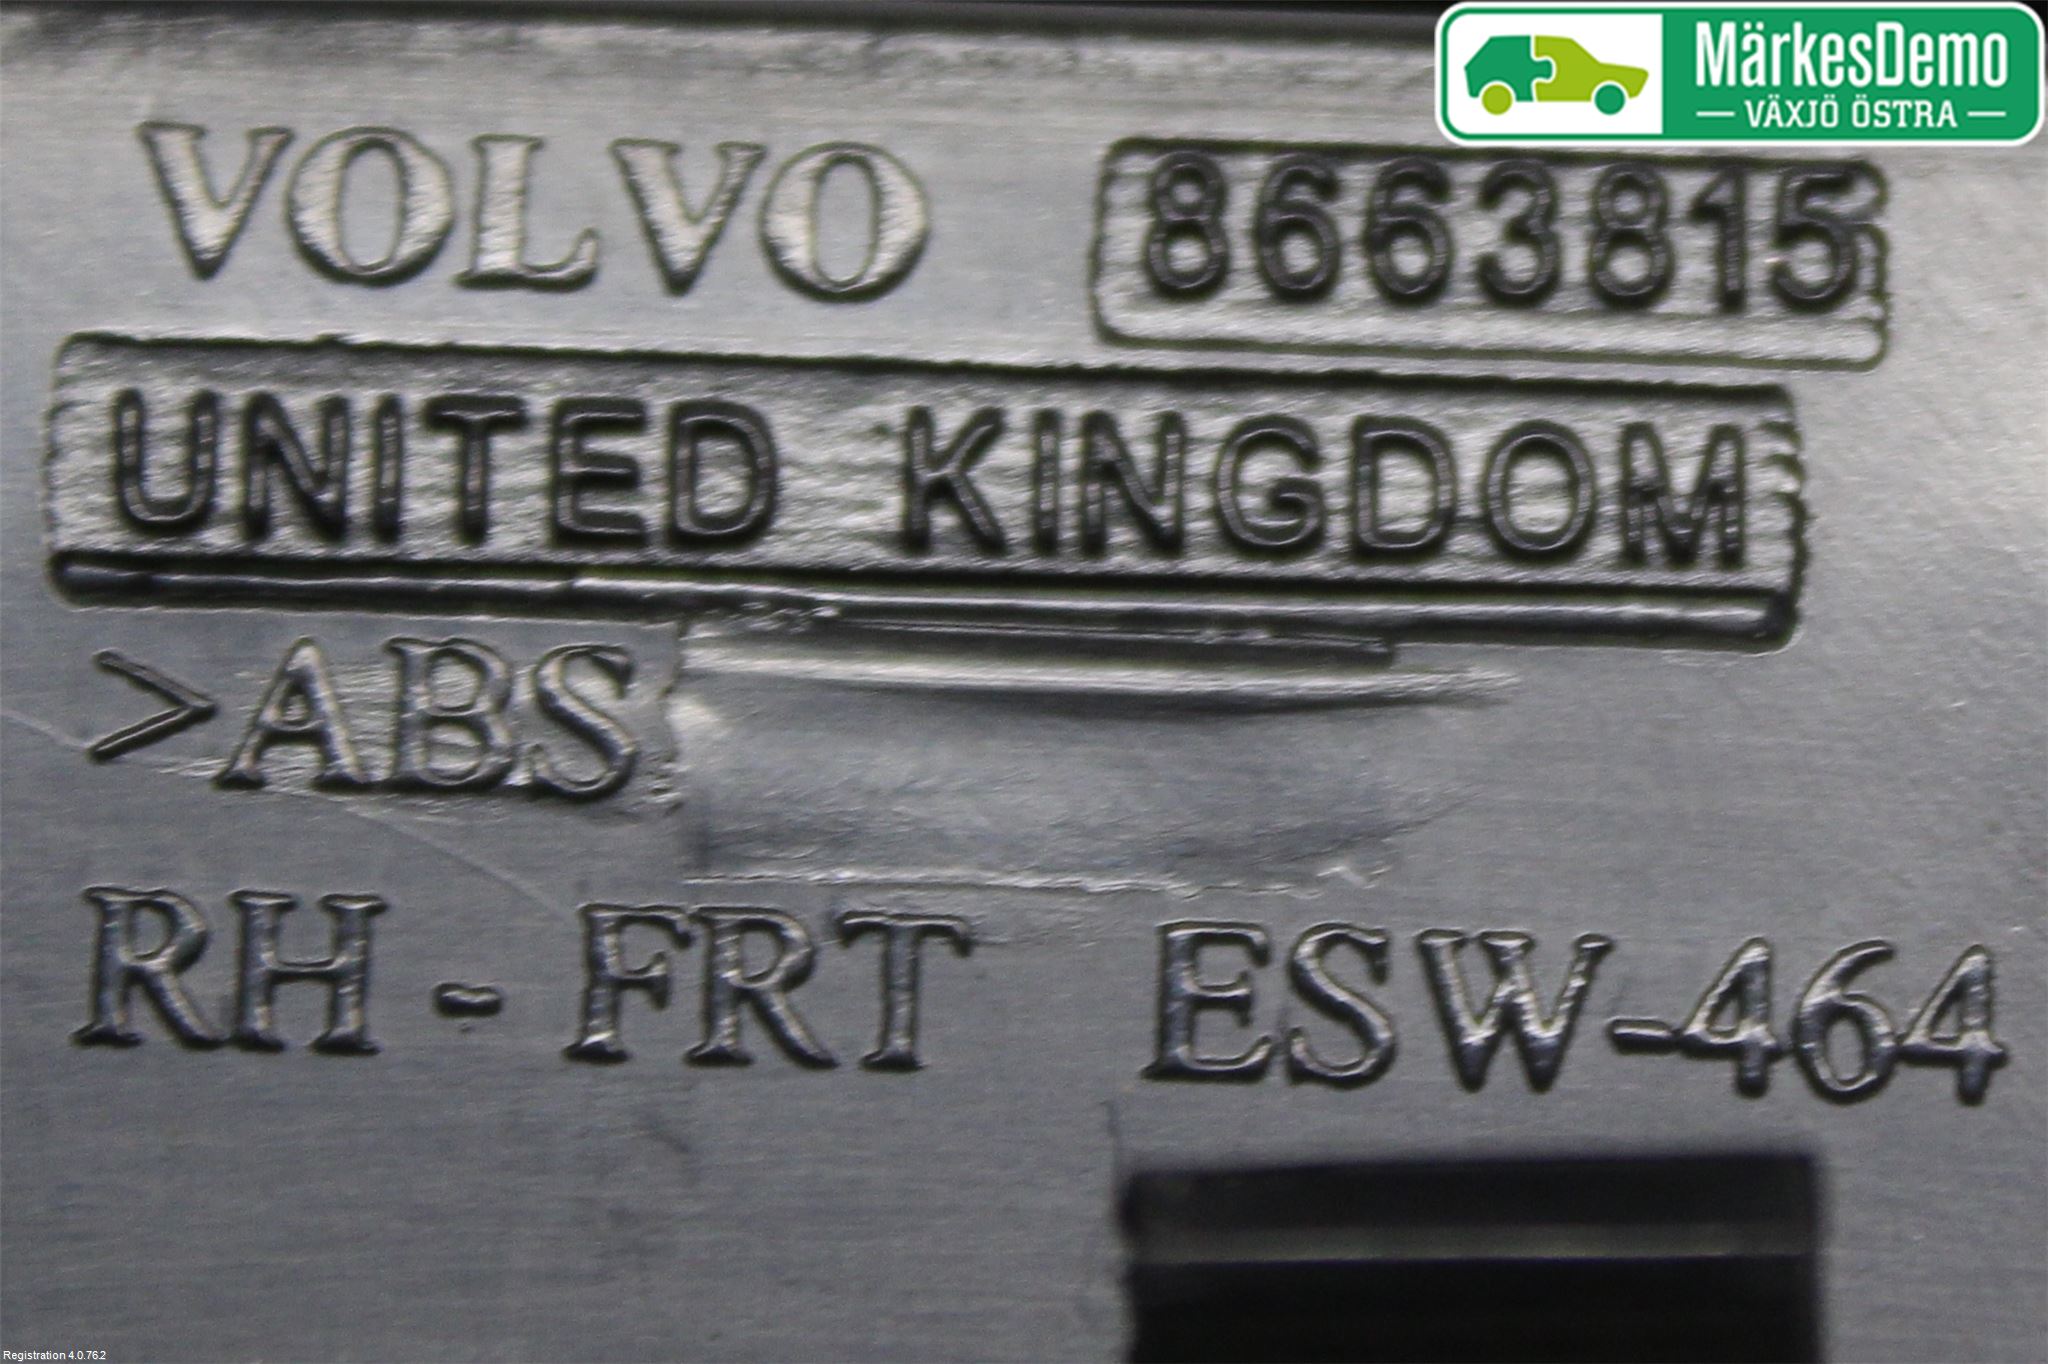 MärkesDemo
VÄXJÖ ÖSTRA
VOLVO 8663815
UNITED KINGDOM
>ABS
RH - FRT ESW-464
Registration 4.0.76.2